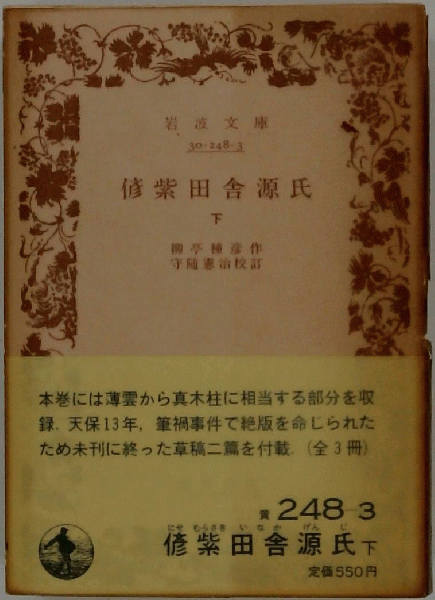 岩波文庫
30-248-3
偐紫田舎源氏
下
柳亭種彦作
守随憲治校訂
本巻には薄雲から真木柱に相当する部分を収
録．天保13年，筆禍事件で絶版を命じられた
ため未刊に終った草稿二篇を付載．(全3冊)
黄 248-3
にせ むらさき いなか げんじ
偐紫田舎源氏 下
定価550円